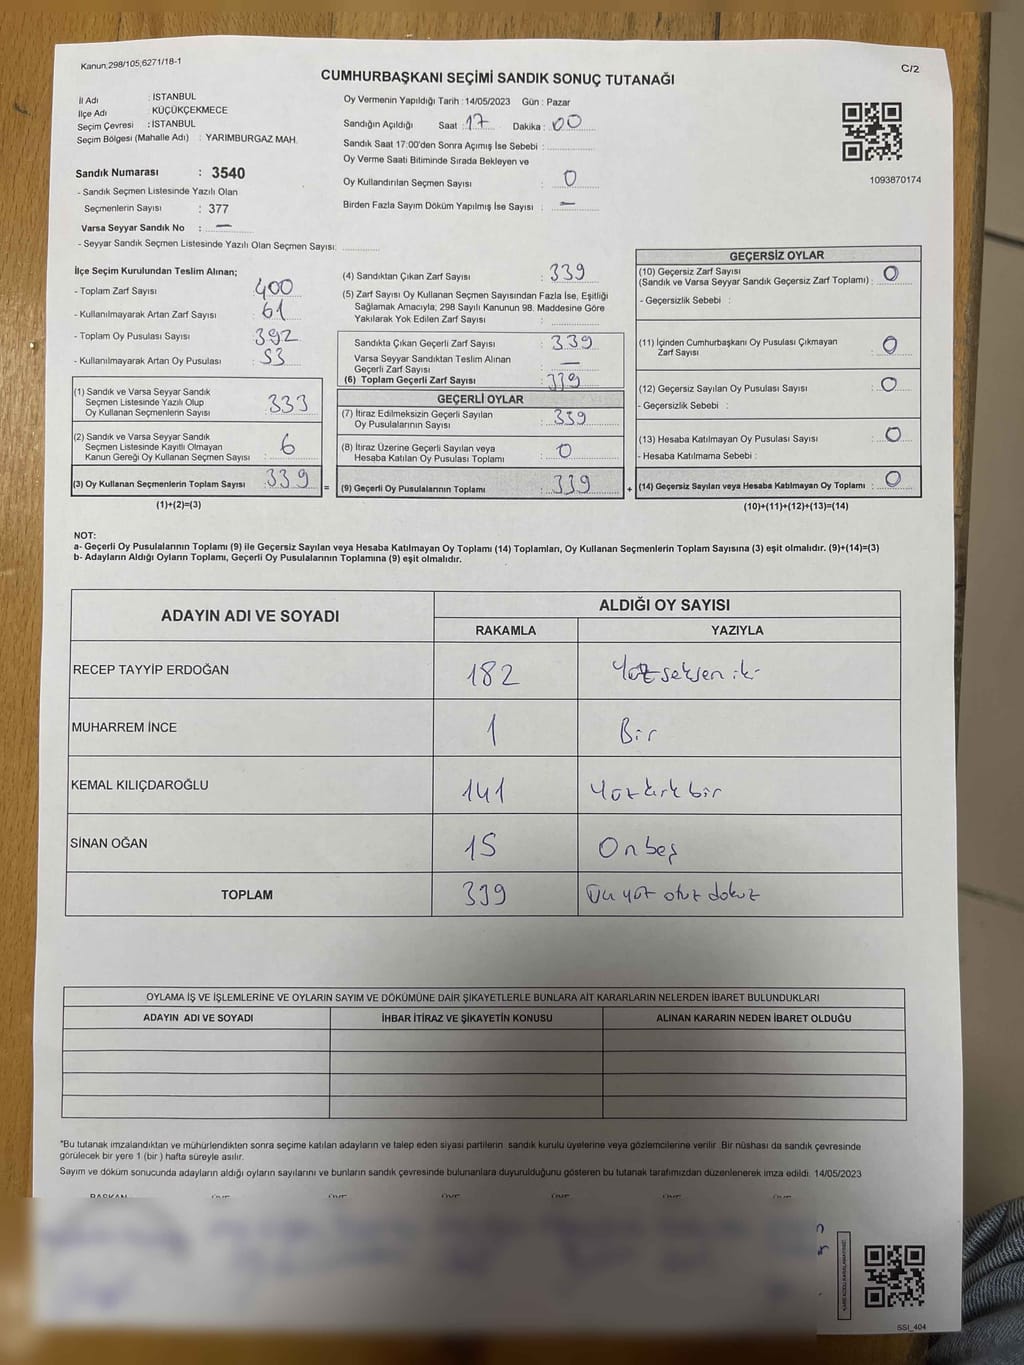 Kanun,298/105;6271/18-1
C/2
CUMHURBAŞKANI SEÇİMİ SANDIK SONUÇ TUTANAĞI
İl Adı : İSTANBUL
İlçe Adı : KÜÇÜKÇEKMECE
Seçim Çevresi : İSTANBUL
Seçim Bölgesi (Mahalle Adı) : YARIMBURGAZ MAH.
Oy Vermenin Yapıldığı Tarih : 14/05/2023 Gün : Pazar
Sandığın Açıldığı Saat : 17 Dakika : 00
Sandık Saat 17:00'den Sonra Açımış İse Sebebi :
Oy Verme Saati Bitiminde Sırada Bekleyen ve
Oy Kullandırılan Seçmen Sayısı : 0
Birden Fazla Sayım Döküm Yapılmış İse Sayısı : —
1093870174
Sandık Numarası : 3540
- Sandık Seçmen Listesinde Yazılı Olan
Seçmenlerin Sayısı : 377
Varsa Seyyar Sandık No : —
- Seyyar Sandık Seçmen Listesinde Yazılı Olan Seçmen Sayısı:
İlçe Seçim Kurulundan Teslim Alınan;
- Toplam Zarf Sayısı : 400
- Kullanılmayarak Artan Zarf Sayısı : 61
- Toplam Oy Pusulası Sayısı : 392
- Kullanılmayarak Artan Oy Pusulası : 53
(1) Sandık ve Varsa Seyyar Sandık
Seçmen Listesinde Yazılı Olup
Oy Kullanan Seçmenlerin Sayısı : 333
(2) Sandık ve Varsa Seyyar Sandık
Seçmen Listesinde Kayıtlı Olmayan
Kanun Gereği Oy Kullanan Seçmen Sayısı : 6
(3) Oy Kullanan Seçmenlerin Toplam Sayısı : 339 =
(1)+(2)=(3)
(4) Sandıktan Çıkan Zarf Sayısı : 339
(5) Zarf Sayısı Oy Kullanan Seçmen Sayısından Fazla İse, Eşitliği
Sağlamak Amacıyla, 298 Sayılı Kanunun 98. Maddesine Göre
Yakılarak Yok Edilen Zarf Sayısı :
Sandıkta Çıkan Geçerli Zarf Sayısı : 339
Varsa Seyyar Sandıktan Teslim Alınan
Geçerli Zarf Sayısı : —
(6) Toplam Geçerli Zarf Sayısı : 339
GEÇERLİ OYLAR
(7) İtiraz Edilmeksizin Geçerli Sayılan
Oy Pusulalarının Sayısı : 339
(8) İtiraz Üzerine Geçerli Sayılan veya
Hesaba Katılan Oy Pusulası Toplamı : 0
(9) Geçerli Oy Pusulalarının Toplamı : 339 +
GEÇERSİZ OYLAR
(10) Geçersiz Zarf Sayısı
(Sandık ve Varsa Seyyar Sandık Geçersiz Zarf Toplamı) : 0
- Geçersizlik Sebebi :
(11) İçinden Cumhurbaşkanı Oy Pusulası Çıkmayan
Zarf Sayısı : 0
(12) Geçersiz Sayılan Oy Pusulası Sayısı : 0
- Geçersizlik Sebebi :
(13) Hesaba Katılmayan Oy Pusulası Sayısı : 0
- Hesaba Katılmama Sebebi :
(14) Geçersiz Sayılan veya Hesaba Katılmayan Oy Toplamı : 0
(10)+(11)+(12)+(13)=(14)
NOT:
a- Geçerli Oy Pusulalarının Toplamı (9) ile Geçersiz Sayılan veya Hesaba Katılmayan Oy Toplamı (14) Toplamları, Oy Kullanan Seçmenlerin Toplam Sayısına (3) eşit olmalıdır. (9)+(14)=(3)
b- Adayların Aldığı Oyların Toplamı, Geçerli Oy Pusulalarının Toplamına (9) eşit olmalıdır.
ADAYIN ADI VE SOYADI ALDIĞI OY SAYISI
RAKAMLA YAZIYLA
RECEP TAYYİP ERDOĞAN 182 Yüz seksen iki
MUHARREM İNCE 1 Bir
KEMAL KILIÇDAROĞLU 141 Yüz kırk bir
SİNAN OĞAN 15 On beş
TOPLAM 339 Üç yüz otuz dokuz
OYLAMA İŞ VE İŞLEMLERİNE VE OYLARIN SAYIM VE DÖKÜMÜNE DAİR ŞİKAYETLERLE BUNLARA AİT KARARLARIN NELERDEN İBARET BULUNDUKLARI
ADAYIN ADI VE SOYADI İHBAR İTİRAZ VE ŞİKAYETİN KONUSU ALINAN KARARIN NEDEN İBARET OLDUĞU
"Bu tutanak imzalandıktan ve mühürlendikten sonra seçime katılan adayların ve talep eden siyasi partilerin sandık kurulu üyelerine veya gözlemcilerine verilir .Bir nüshası da sandık çevresinde
görülecek bir yere 1 (bir ) hafta süreyle asılır.
Sayım ve döküm sonucunda adayların aldığı oyların sayılarını ve bunların sandık çevresinde bulunanlara duyurulduğunu gösteren bu tutanak tarafımızdan düzenlenerek imza edildi. 14/05/2023
BAŞKAN ÜYE ÜYE ÜYE ÜYE ÜYE ÜYE
SSİ_404